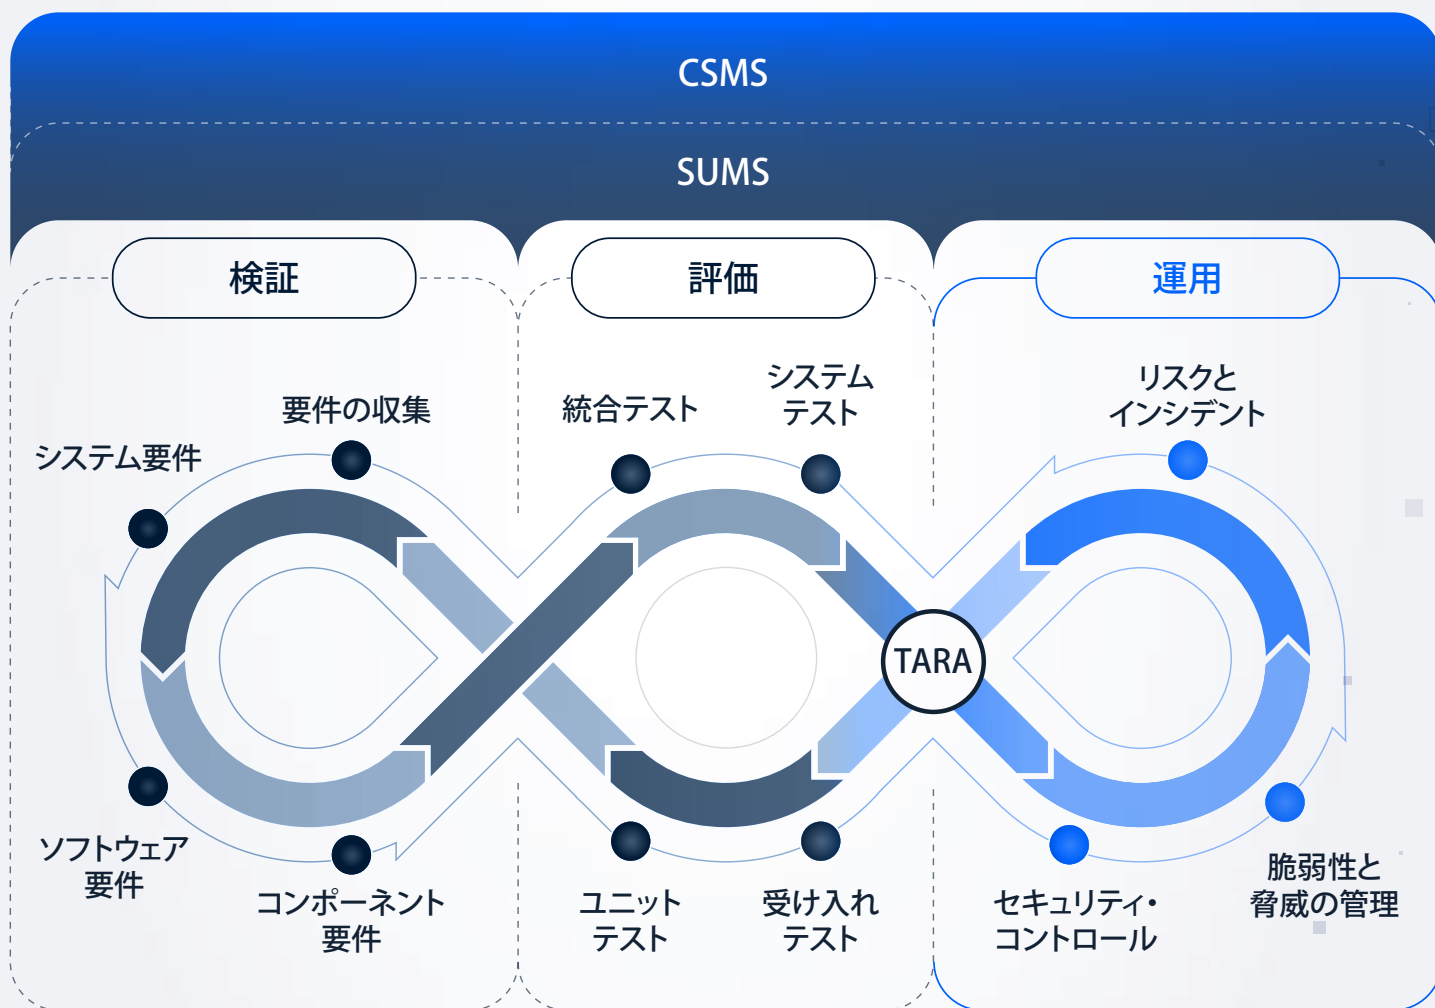 CSMS
SUMS
検証
評価
運用
要件の収集
システム要件
ソフトウェア
要件
コンポーネント
要件
統合テスト
システム
テスト
ユニット
テスト
受け入れ
テスト
TARA
リスクと
インシデント
脆弱性と
脅威の管理
セキュリティ・
コントロール